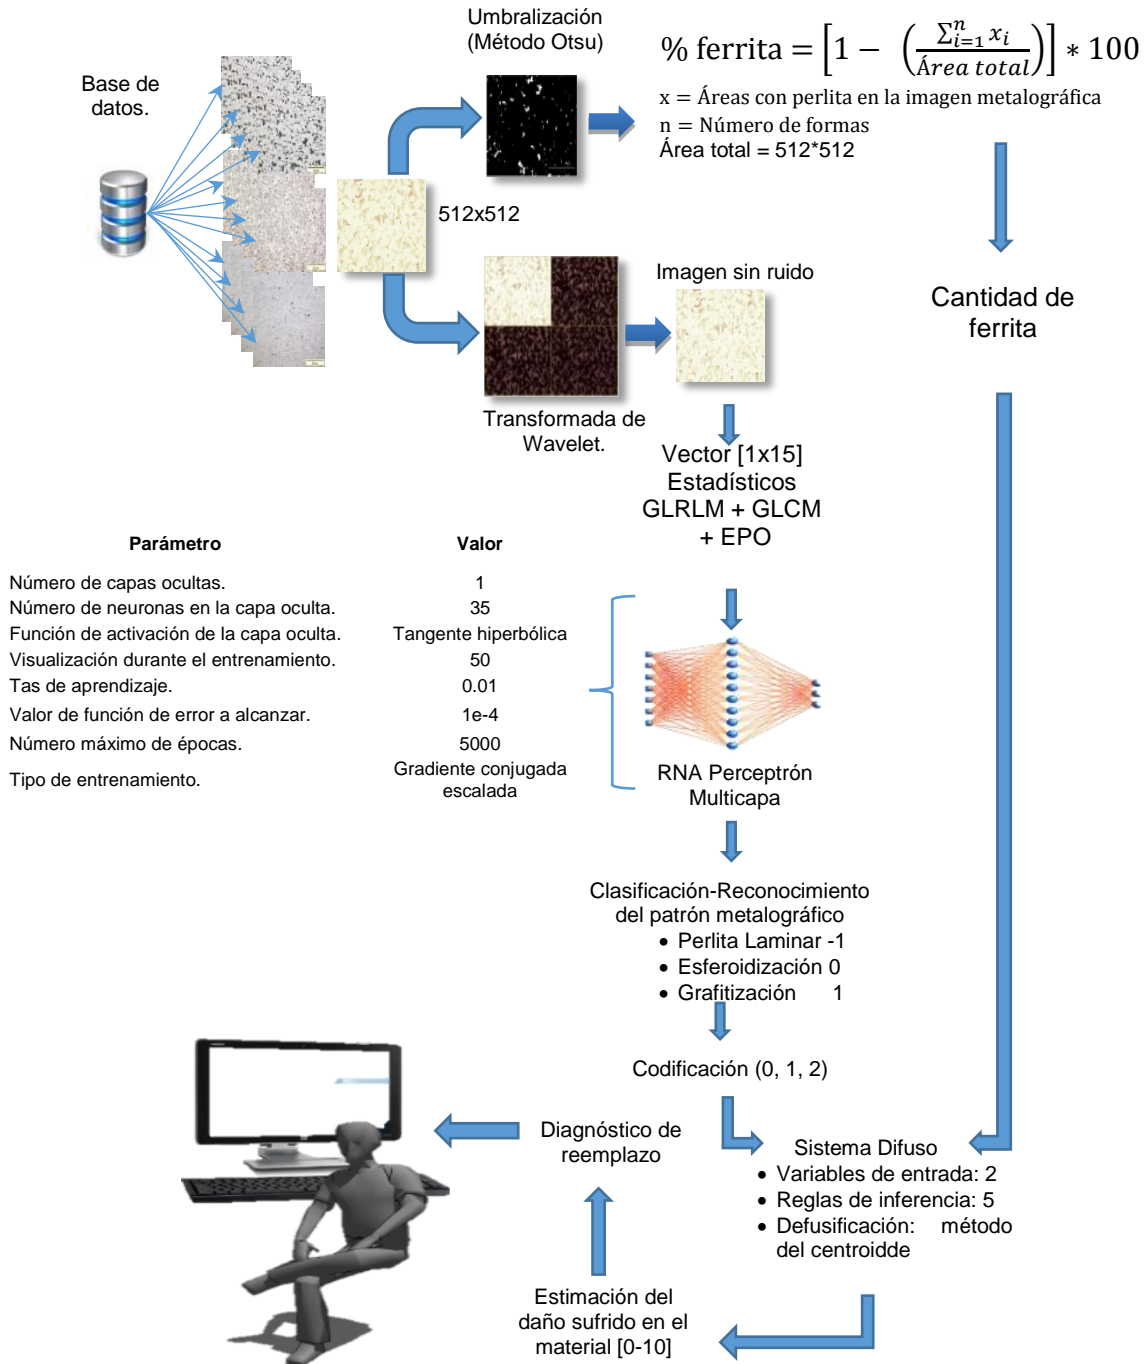 Umbralización
(Método Otsu)
% ferrita = [1 − (∑ⁿᵢ₌₁ xᵢ / Área total)] ∗ 100
x = Áreas con perlita en la imagen metalográfica
n = Número de formas
Área total = 512*512
Base de
datos.
512x512
Imagen sin ruido
Cantidad de
ferrita
Transformada de
Wavelet.
Vector [1x15]
Estadísticos
GLRLM + GLCM
+ EPO
Parámetro Valor
Número de capas ocultas. 1
Número de neuronas en la capa oculta. 35
Función de activación de la capa oculta. Tangente hiperbólica
Visualización durante el entrenamiento. 50
Tas de aprendizaje. 0.01
Valor de función de error a alcanzar. 1e-4
Número máximo de épocas. 5000
Tipo de entrenamiento. Gradiente conjugada
escalada
RNA Perceptrón
Multicapa
Clasificación-Reconocimiento
del patrón metalográfico
• Perlita Laminar -1
• Esferoidización 0
• Grafitización 1
Codificación (0, 1, 2)
Sistema Difuso
• Variables de entrada: 2
• Reglas de inferencia: 5
• Defusificación: método
del centroidde
Diagnóstico de
reemplazo
Estimación del
daño sufrido en el
material [0-10]